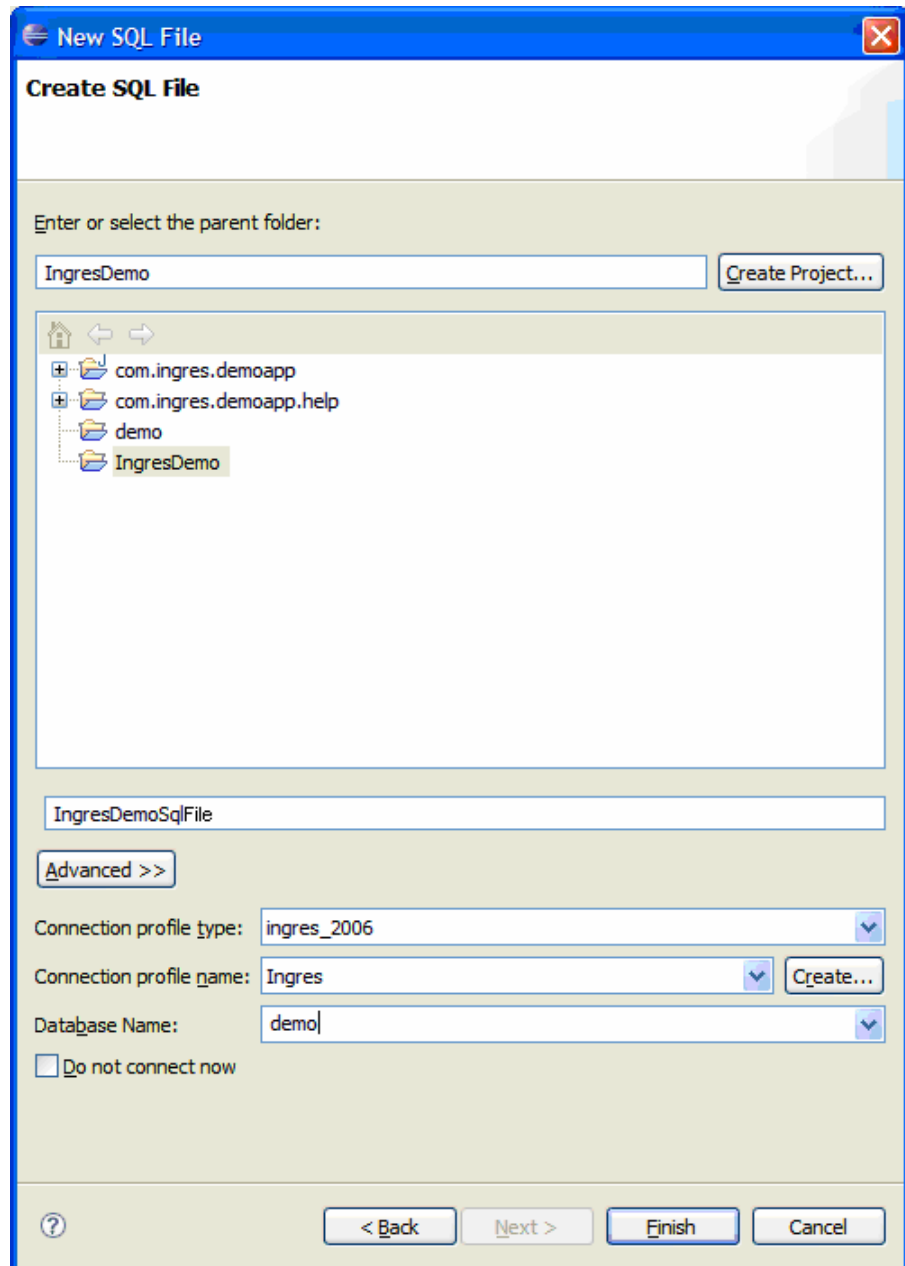 New SQL File
Create SQL File
Enter or select the parent folder:
IngresDemo
Create Project...
com.ingres.demoapp
com.ingres.demoapp.help
demo
IngresDemo
IngresDemoSqlFile
Advanced >>
Connection profile type: ingres_2006
Connection profile name: Ingres Create...
Database Name: demo
Do not connect now
? < Back Next > Finish Cancel